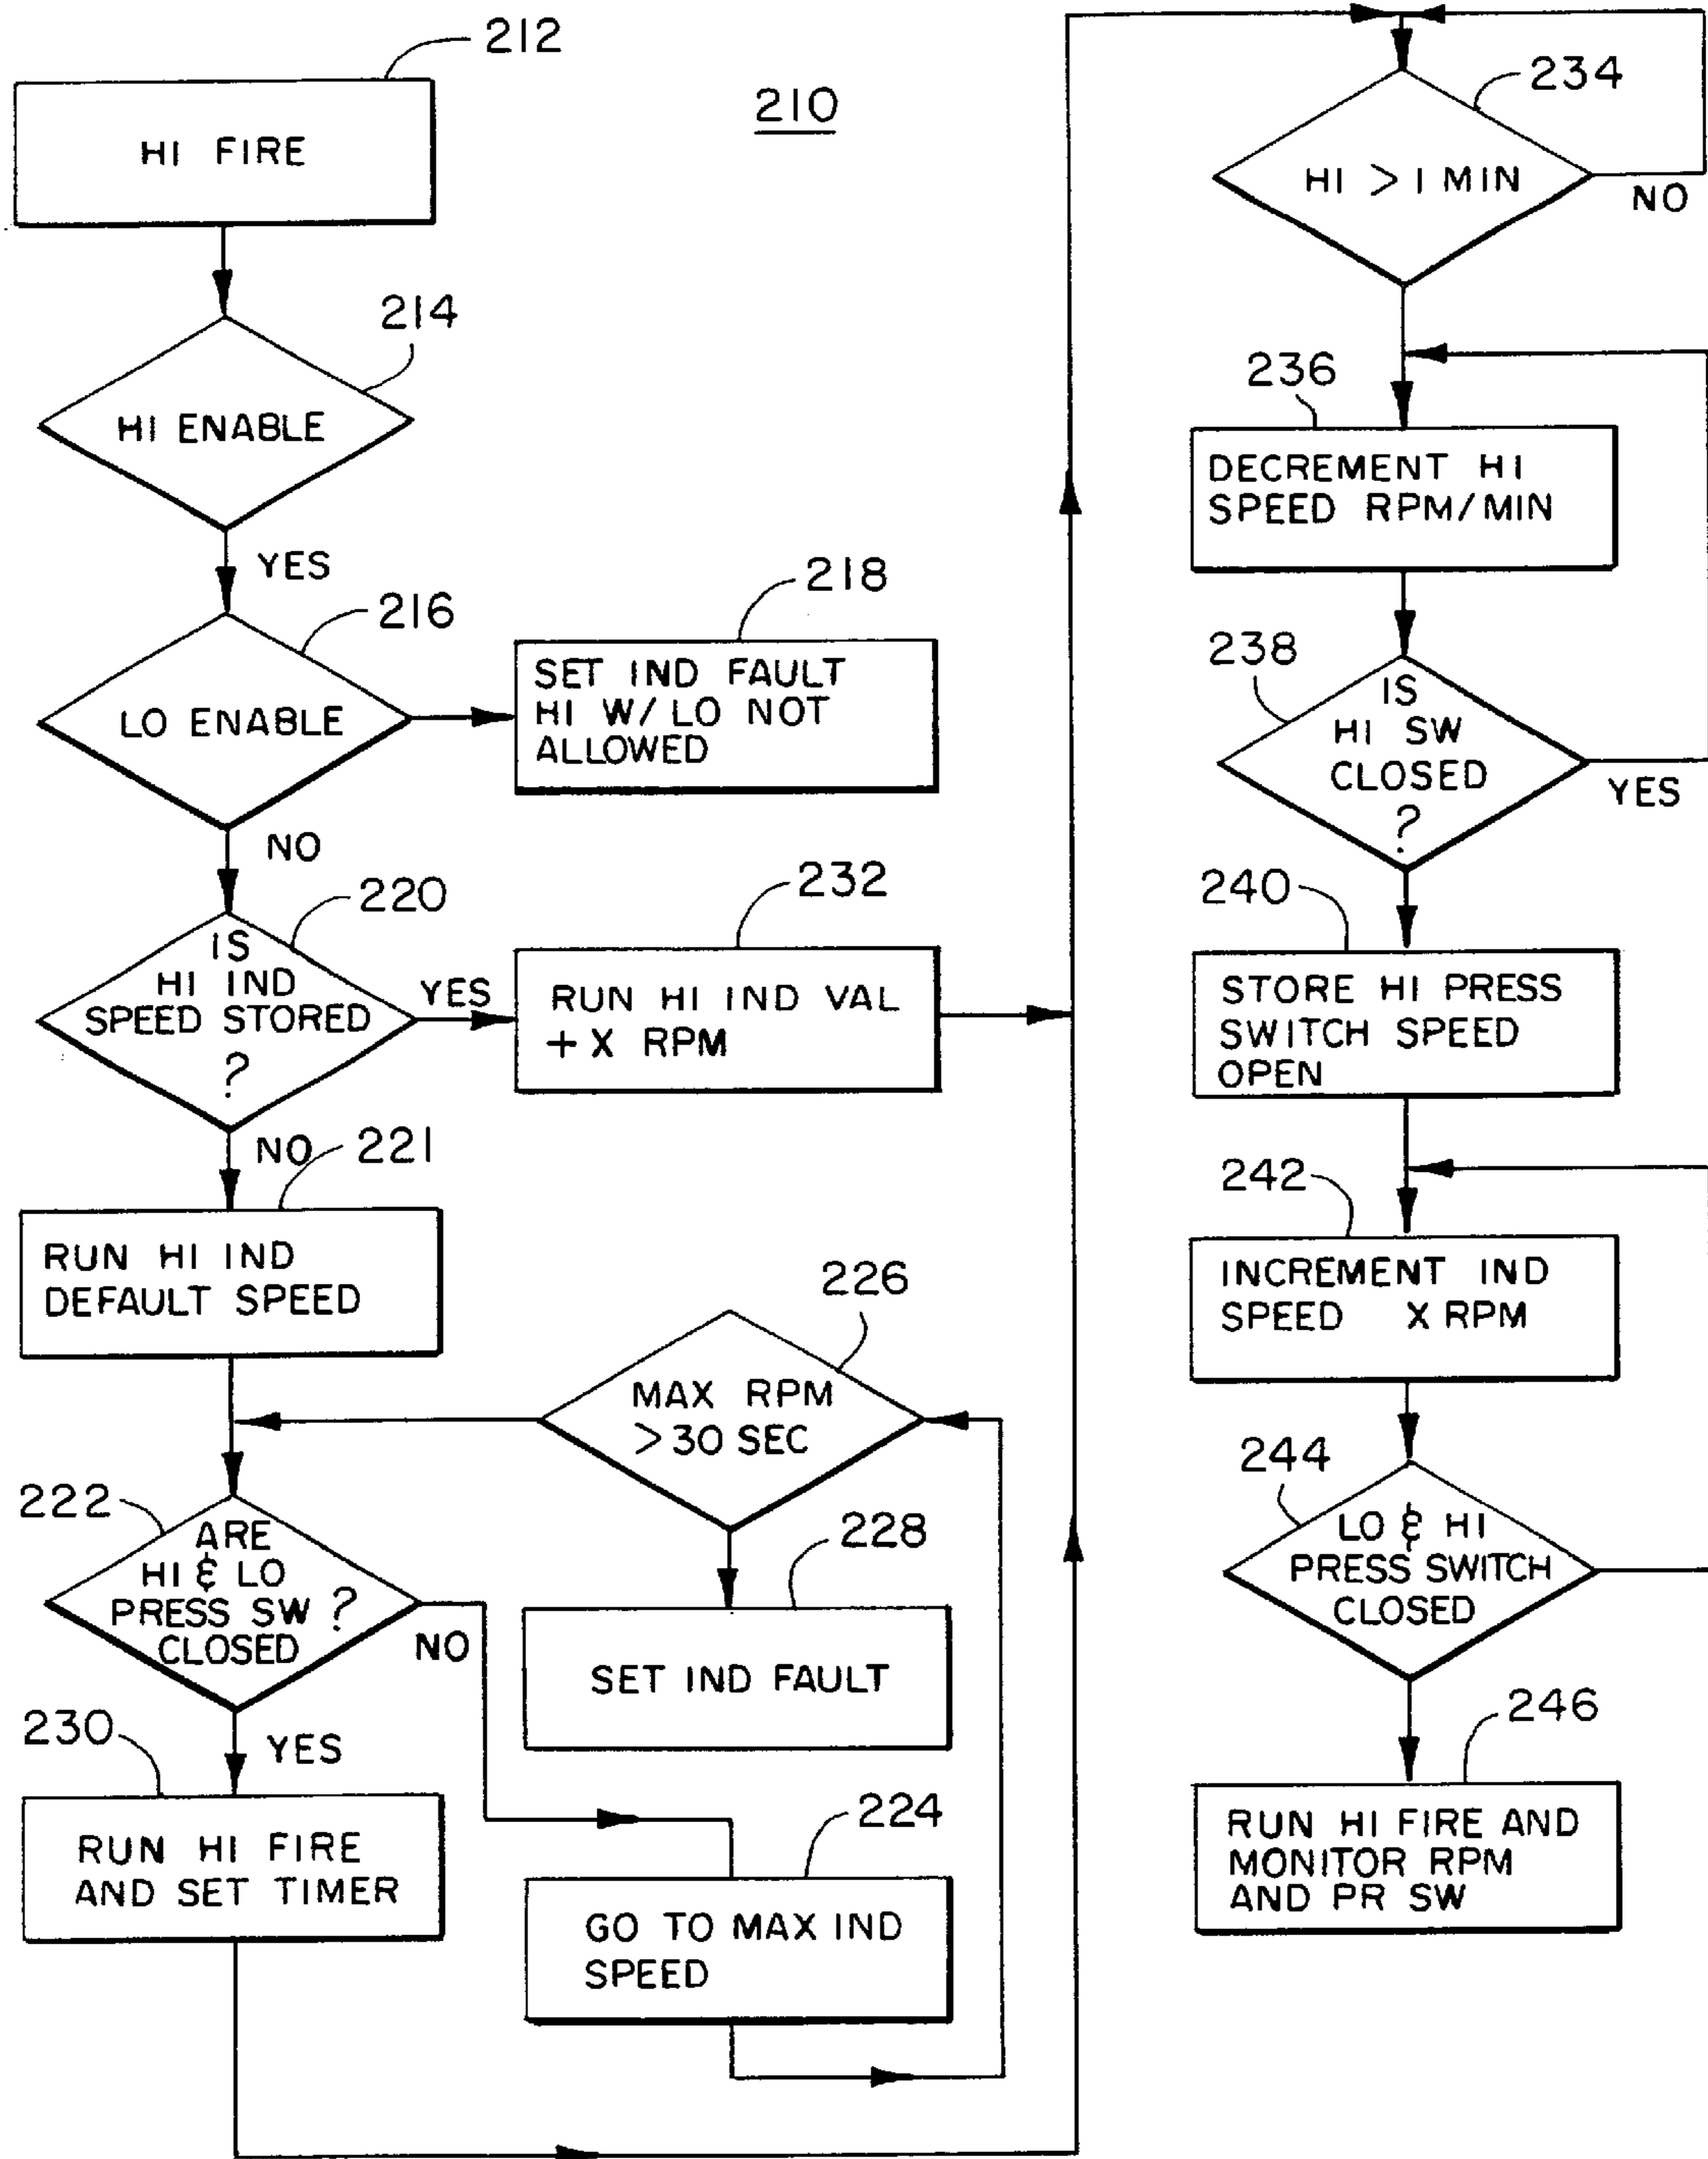 210
212
HI FIRE
214
HI ENABLE
YES
216
LO ENABLE
218
SET IND FAULT
HI W/ LO NOT
ALLOWED
NO
220
IS
HI IND
SPEED STORED
?
YES
232
RUN HI IND VAL
+ X RPM
NO
221
RUN HI IND
DEFAULT SPEED
226
MAX RPM
> 30 SEC
222
ARE
HI & LO
PRESS SW ?
CLOSED
NO
228
SET IND FAULT
230
YES
RUN HI FIRE
AND SET TIMER
224
GO TO MAX IND
SPEED
234
HI > 1 MIN
NO
236
DECREMENT HI
SPEED RPM/MIN
238
IS
HI SW
CLOSED
?
YES
240
STORE HI PRESS
SWITCH SPEED
OPEN
242
INCREMENT IND
SPEED X RPM
244
LO & HI
PRESS SWITCH
CLOSED
246
RUN HI FIRE AND
MONITOR RPM
AND PR SW